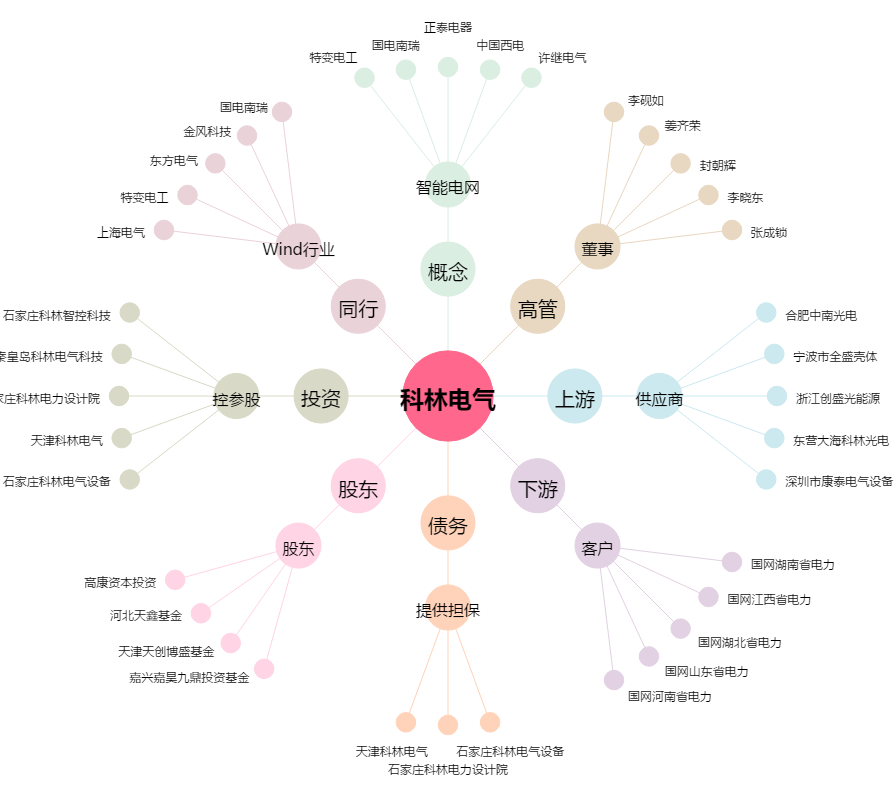 正泰电器
国电南瑞
中国西电
特变电工
许继电气
智能电网
概念
国电南瑞
金风科技
东方电气
特变电工
上海电气
Wind行业
同行
李砚如
姜齐荣
封朝辉
李晓东
张成锁
董事
高管
石家庄科林智控科技
秦皇岛科林电气科技
家庄科林电力设计院
天津科林电气
石家庄科林电气设备
控参股
投资
科林电气
上游
供应商
合肥中南光电
宁波市全盛壳体
浙江创盛光能源
东营大海科林光电
深圳市康泰电气设备
股东
股东
高康资本投资
河北天鑫基金
天津天创博盛基金
嘉兴嘉昊九鼎投资基金
债务
提供担保
天津科林电气
石家庄科林电气设备
石家庄科林电力设计院
下游
客户
国网湖南省电力
国网江西省电力
国网湖北省电力
国网山东省电力
国网河南省电力